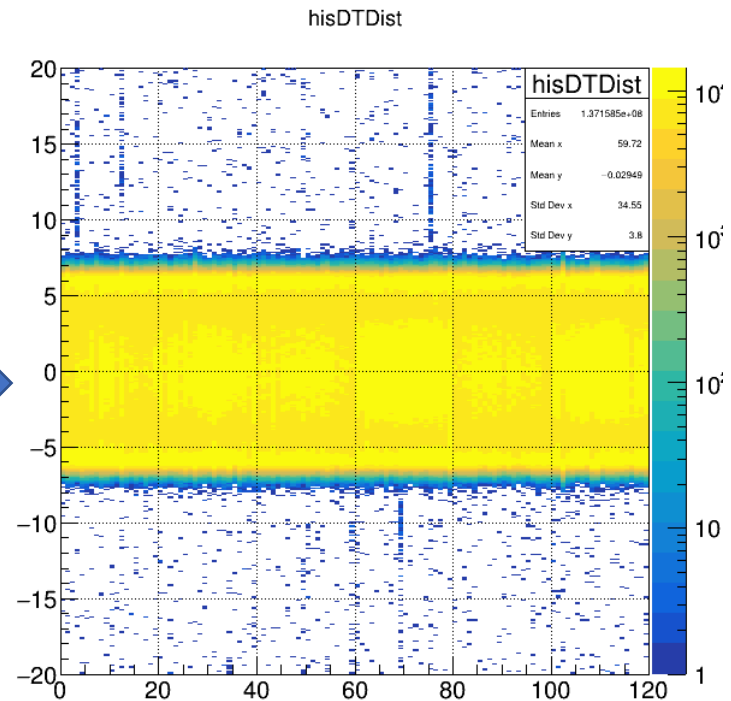 hisDTDist
hisDTDist
Entries 1.371585e+08
Mean x 59.72
Mean y −0.02949
Std Dev x 34.55
Std Dev y 3.8
20
15
10
5
0
−5
−10
−15
−20
0 20 40 60 80 100 120
10
1